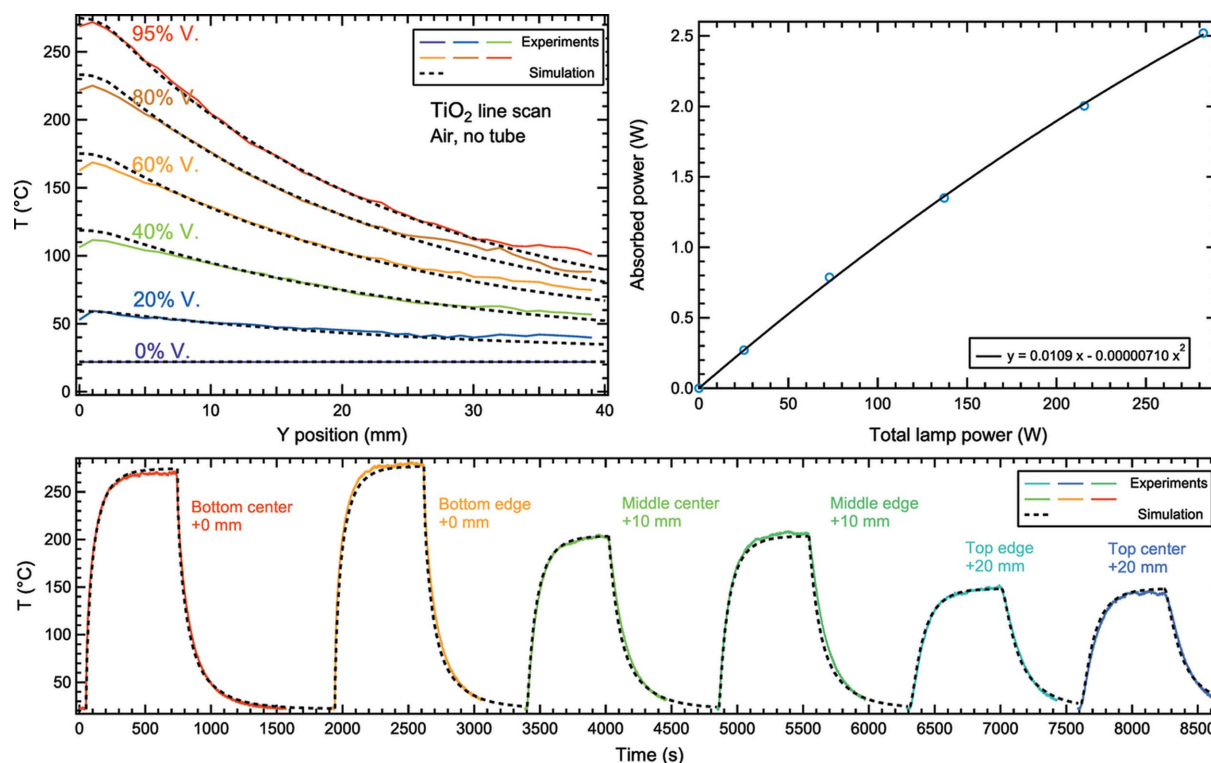 95% V.
80% V.
60% V.
40% V.
20% V.
0% V.
Experiments
Simulation
TiO2 line scan
Air, no tube
T (°C)
250
200
150
100
50
0
0
10
20
30
40
Y position (mm)
Absorbed power (W)
2.5
2.0
1.5
1.0
0.5
0.0
y = 0.0109 x - 0.00000710 x²
0
50
100
150
200
250
Total lamp power (W)
T (°C)
250
200
150
100
50
Bottom center
+0 mm
Bottom edge
+0 mm
Middle center
+10 mm
Middle edge
+10 mm
Top edge
+20 mm
Top center
+20 mm
Experiments
Simulation
0
500
1000
1500
2000
2500
3000
3500
4000
4500
5000
5500
6000
6500
7000
7500
8000
8500
Time (s)